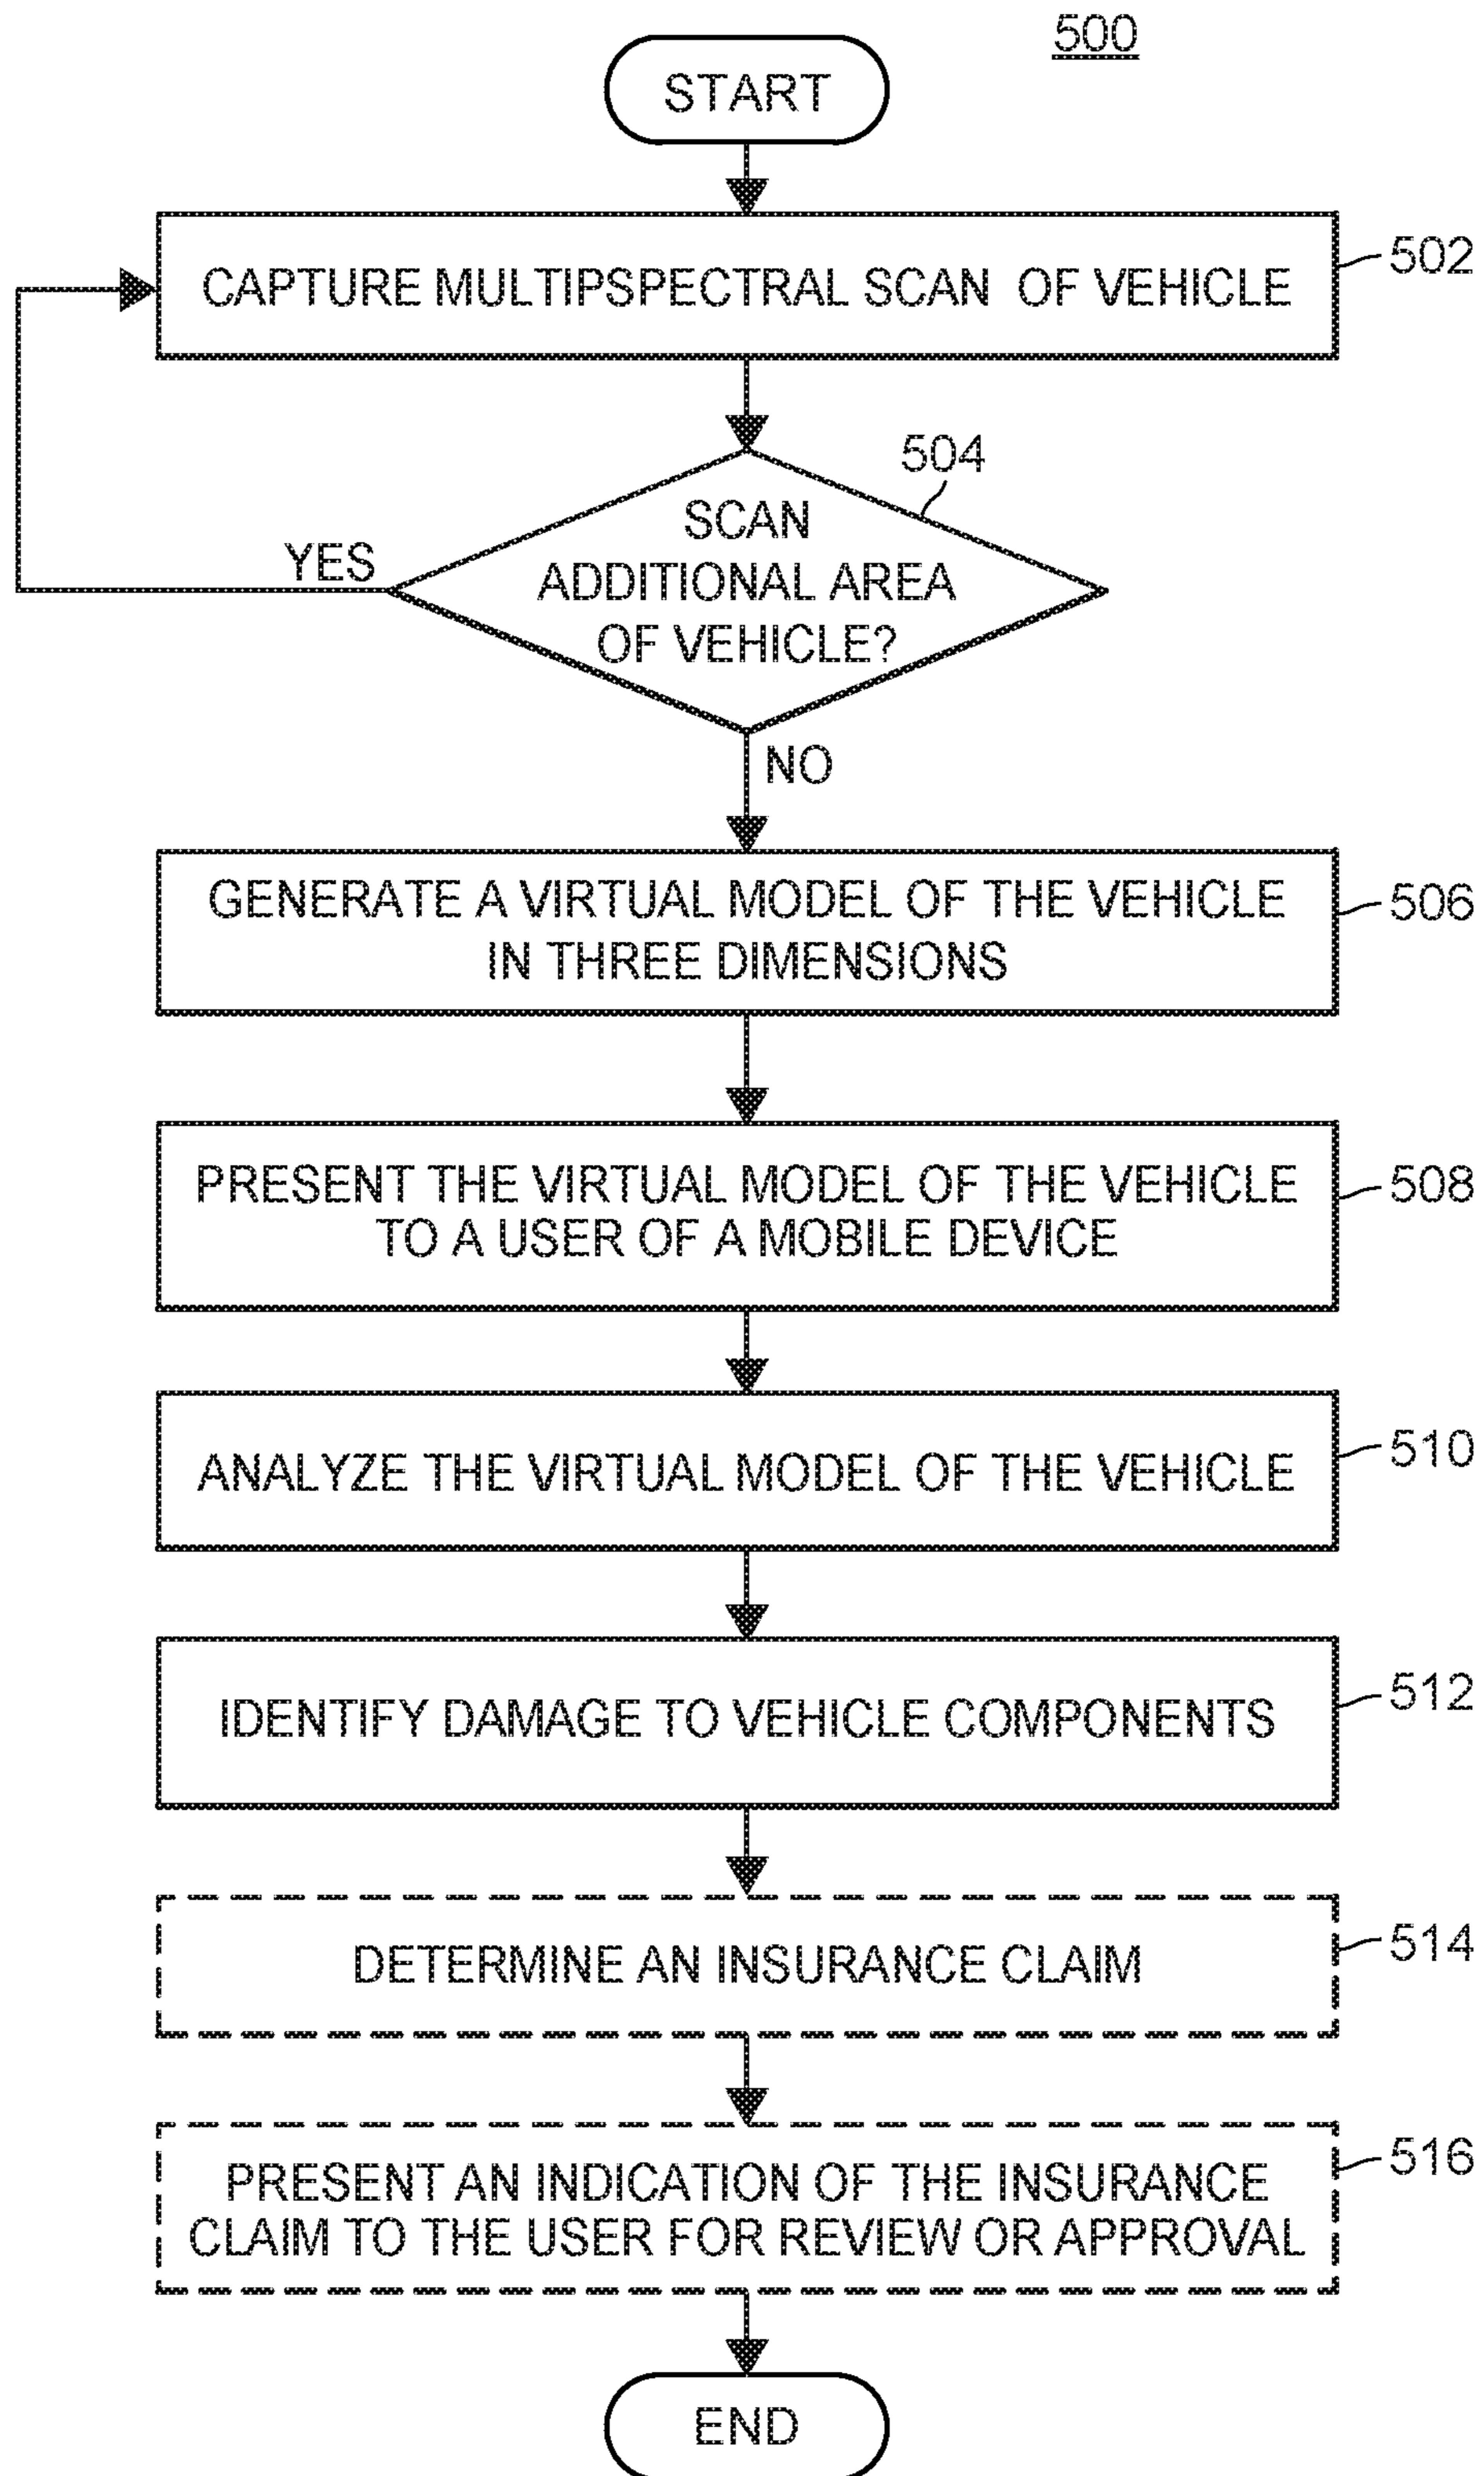 500
START
CAPTURE MULTIPSPECTRAL SCAN OF VEHICLE
502
504
SCAN
ADDITIONAL AREA
OF VEHICLE?
YES
NO
GENERATE A VIRTUAL MODEL OF THE VEHICLE
IN THREE DIMENSIONS
506
PRESENT THE VIRTUAL MODEL OF THE VEHICLE
TO A USER OF A MOBILE DEVICE
508
ANALYZE THE VIRTUAL MODEL OF THE VEHICLE
510
IDENTIFY DAMAGE TO VEHICLE COMPONENTS
512
DETERMINE AN INSURANCE CLAIM
514
PRESENT AN INDICATION OF THE INSURANCE
CLAIM TO THE USER FOR REVIEW OR APPROVAL
516
END